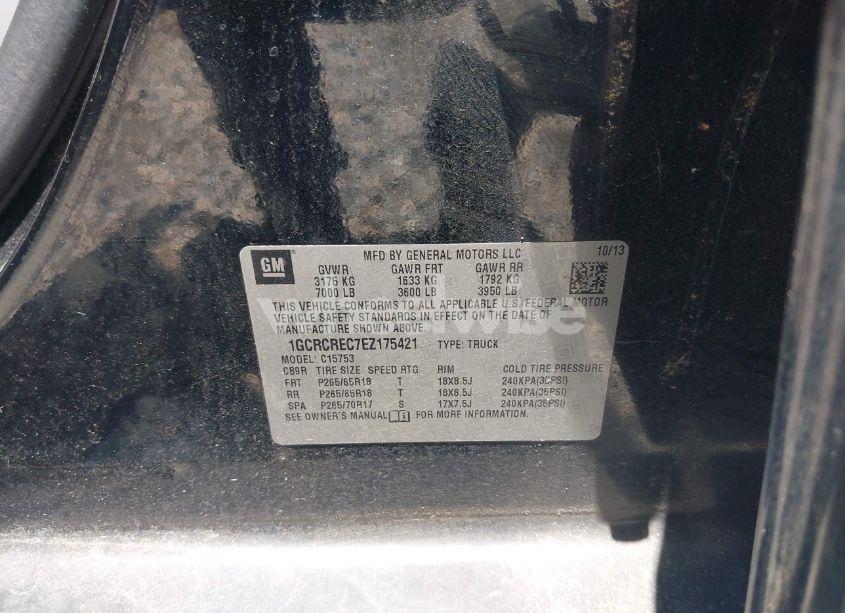 GM
MFD BY GENERAL MOTORS LLC
10/13
GVWR GAWR FRT GAWR RR
3175 KG 1633 KG 1792 KG
7000 LB 3600 LB 3950 LB
THIS VEHICLE CONFORMS TO ALL APPLICABLE U.S. FEDERAL MOTOR
VEHICLE SAFETY STANDARDS IN EFFECT ON THE DATE OF
MANUFACTURE SHOWN ABOVE.
1GCRCREC7EZ175421 TYPE: TRUCK
MODEL: C15753
CB9R TIRE SIZE SPEED RTG RIM COLD TIRE PRESSURE
FRT P265/65R18 T 18X8.5J 240KPA(35PSI)
RR P265/65R18 T 18X8.5J 240KPA(35PSI)
SPA P265/70R17 S 17X7.5J 240KPA(35PSI)
SEE OWNER'S MANUAL FOR MORE INFORMATION.